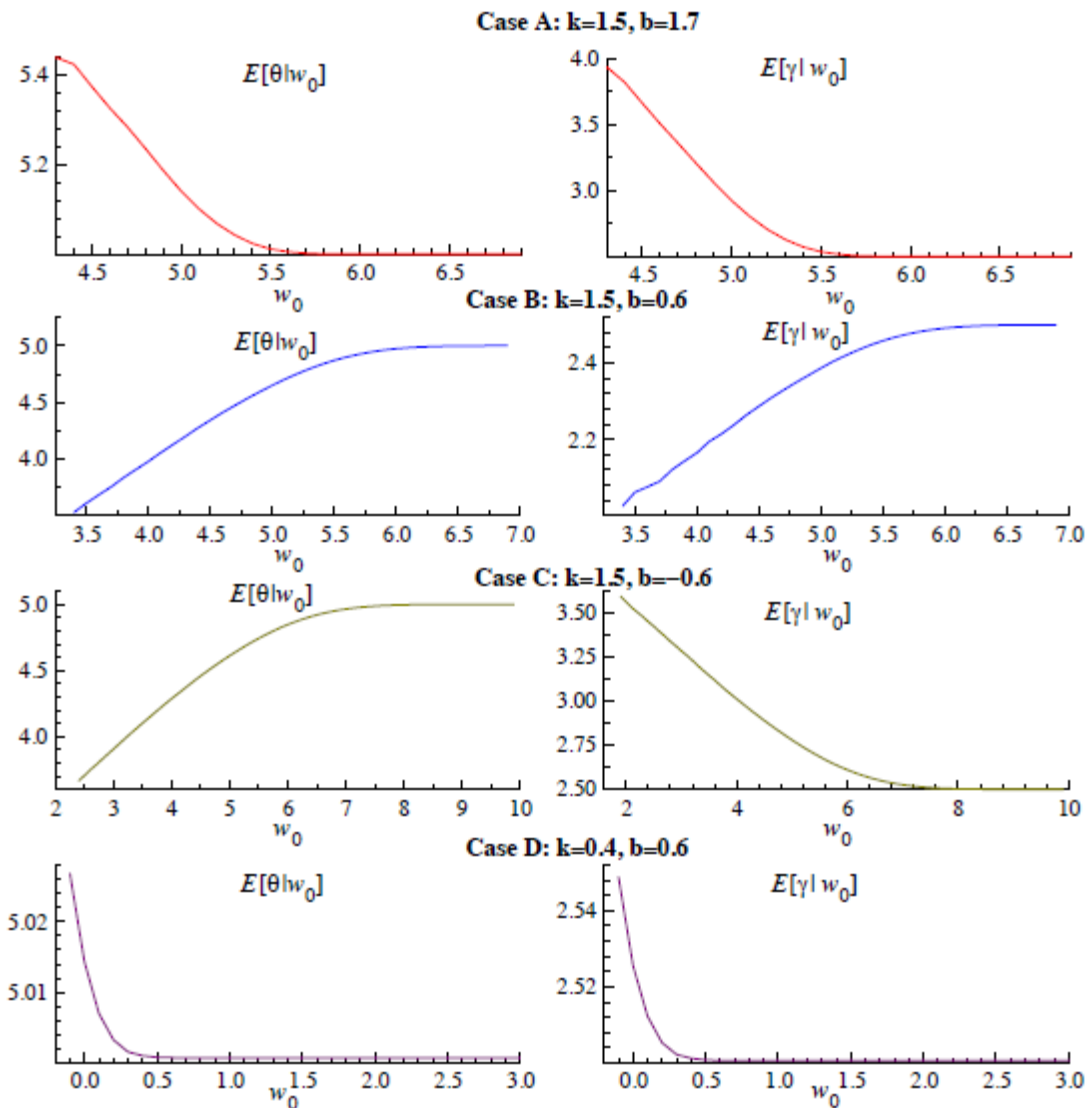 Case A: k=1.5, b=1.7
E[θ|w0] E[γ| w0]
5.4
5.2
4.5 5.0 5.5 6.0 6.5
w0
4.0
3.5
3.0
4.5 5.0 5.5 6.0 6.5
w0
Case B: k=1.5, b=0.6
E[θ|w0] E[γ| w0]
5.0
4.5
4.0
3.5 4.0 4.5 5.0 5.5 6.0 6.5 7.0
w0
2.4
2.2
3.5 4.0 4.5 5.0 5.5 6.0 6.5 7.0
w0
Case C: k=1.5, b=−0.6
E[θ|w0] E[γ| w0]
5.0
4.5
4.0
2 3 4 5 6 7 8 9 10
w0
3.50
3.25
3.00
2.75
2.50
2 4 6 8 10
w0
Case D: k=0.4, b=0.6
E[θ|w0] E[γ| w0]
5.02
5.01
0.0 0.5 1.0 1.5 2.0 2.5 3.0
w0
2.54
2.52
0.0 0.5 1.0 1.5 2.0 2.5 3.0
w0